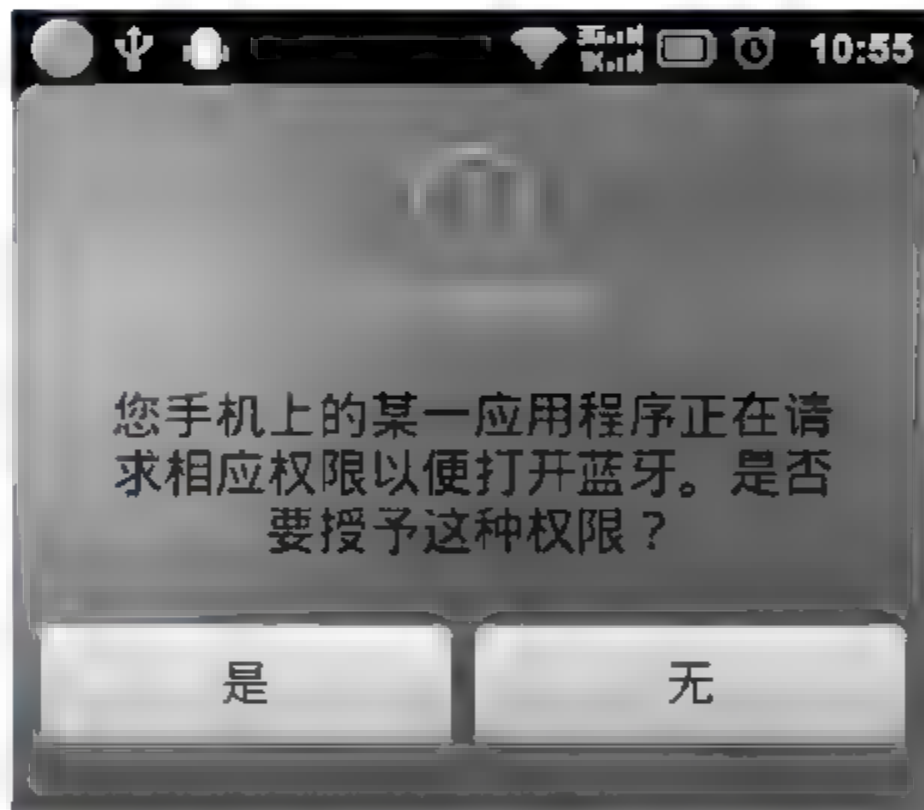 10:55
您手机上的某一应用程序正在请
求相应权限以便打开蓝牙。是否
要授予这种权限？
是
无